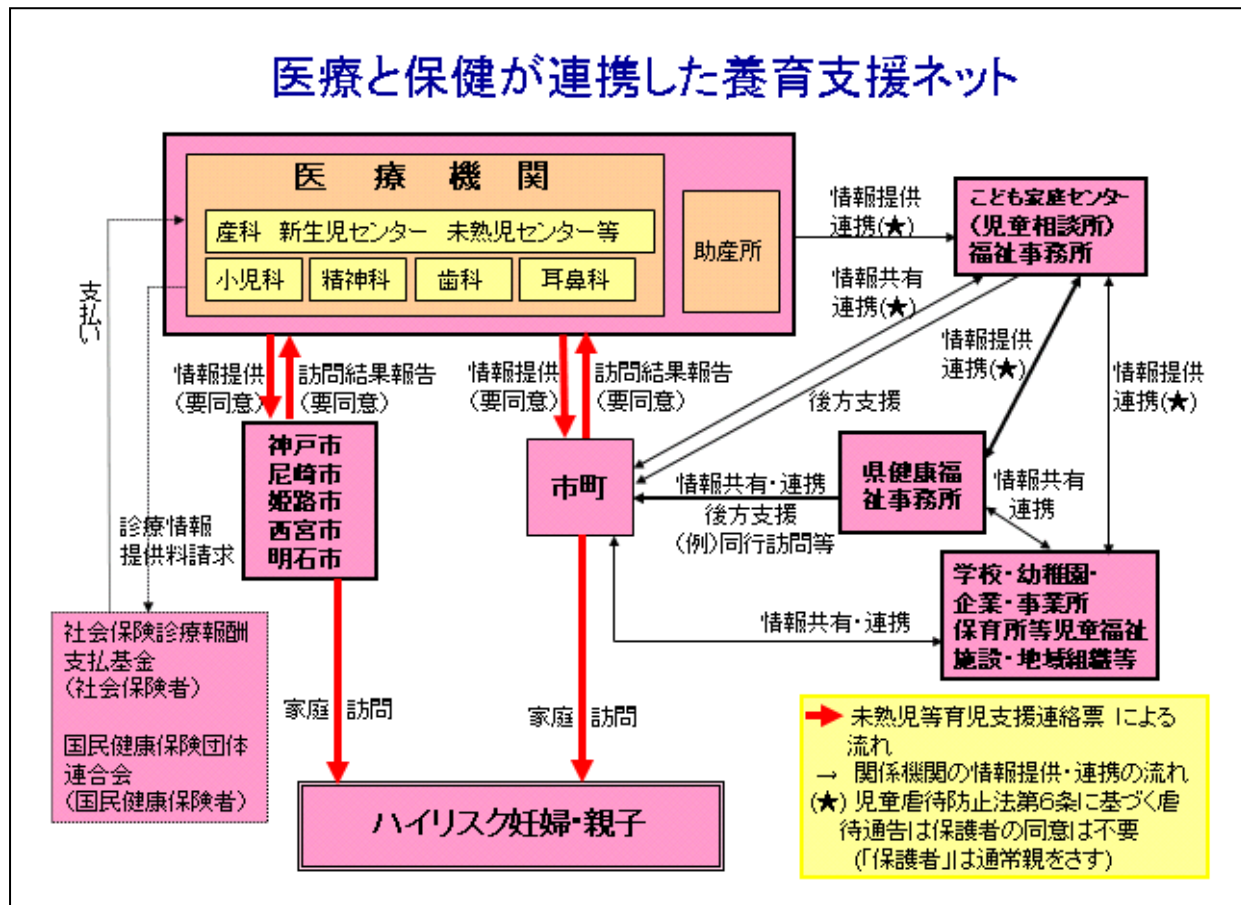 医療と保健が連携した養育支援ネット
医療機関
産科 新生児センター 未熟児センター等
小児科
精神科
歯科
耳鼻科
助産所
情報提供
連携(★)
こども家庭センター
(児童相談所)
福祉事務所
情報共有
連携(★)
支払い
情報提供
(要同意)
訪問結果報告
(要同意)
情報提供
(要同意)
訪問結果報告
(要同意)
情報提供
連携(★)
情報提供
連携(★)
後方支援
神戸市
尼崎市
姫路市
西宮市
明石市
市町
情報共有・連携
後方支援
(例)同行訪問等
県健康福
祉事務所
情報共有
連携
診療情報
提供料請求
学校・幼稚園・
企業・事業所
保育所等児童福祉
施設・地域組織等
情報共有・連携
社会保険診療報酬
支払基金
(社会保険者)
国民健康保険団体
連合会
(国民健康保険者)
家庭訪問
家庭訪問
ハイリスク妊婦・親子
未熟児等育児支援連絡票 による
流れ
→ 関係機関の情報提供・連携の流れ
(★) 児童虐待防止法第6条に基づく虐
待通告は保護者の同意は不要
(「保護者」は通常親をさす)